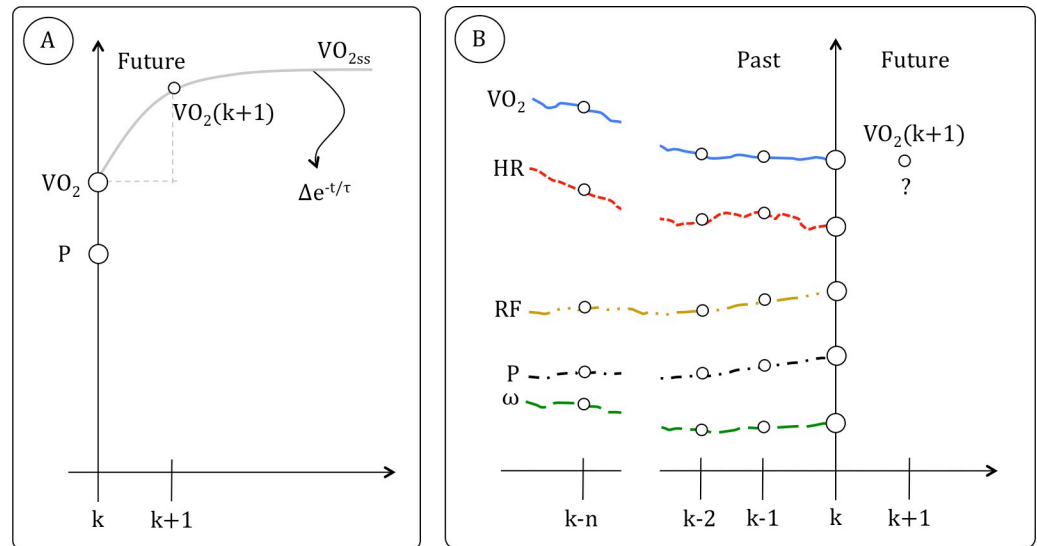 A
Future
VO₂ss
VO₂(k+1)
VO₂
Δe⁻ᵗ/τ
P
k
k+1
B
Past
Future
VO₂
VO₂(k+1)
HR
?
RF
P
ω
k-n
k-2
k-1
k
k+1